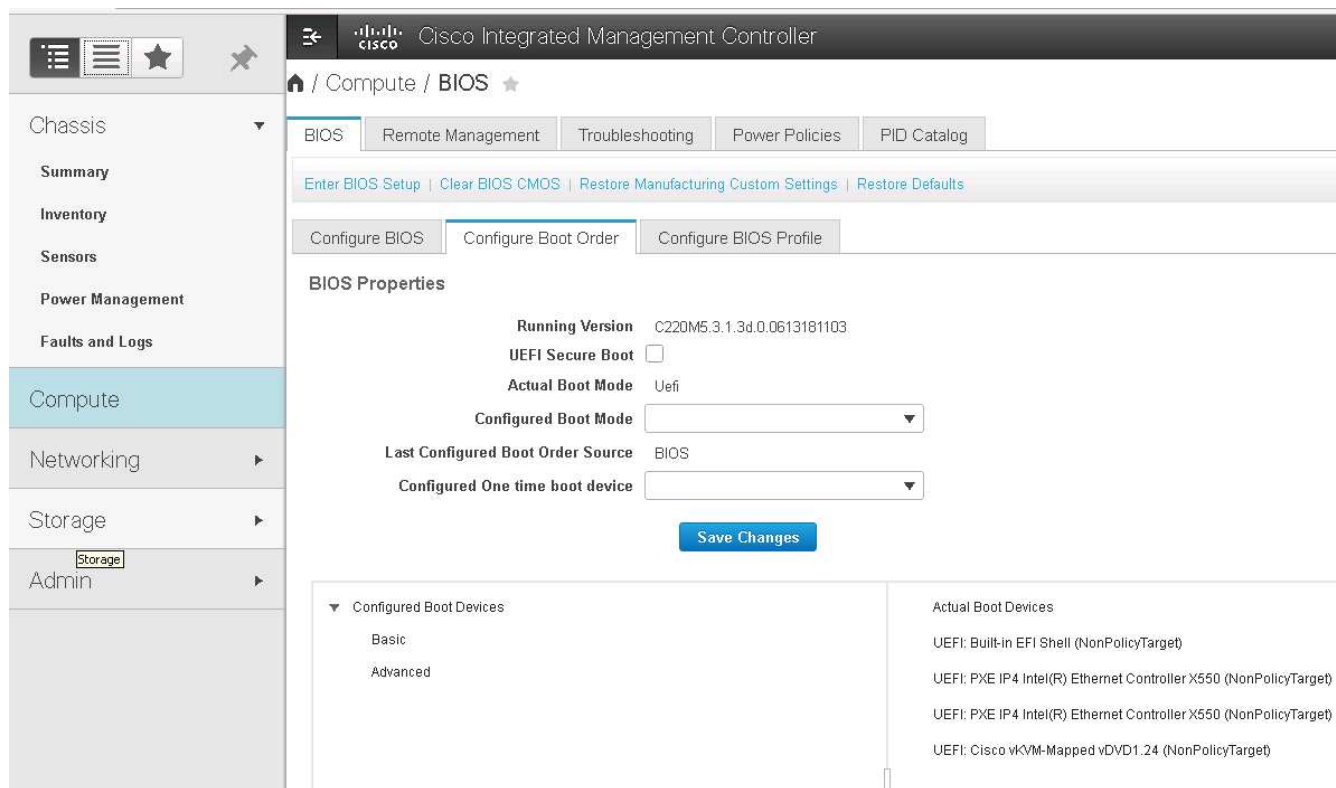 cisco Cisco Integrated Management Controller
/ Compute / BIOS
Chassis
Summary
Inventory
Sensors
Power Management
Faults and Logs
Compute
Networking
Storage
Storage
Admin
BIOS Remote Management Troubleshooting Power Policies PID Catalog
Enter BIOS Setup | Clear BIOS CMOS | Restore Manufacturing Custom Settings | Restore Defaults
Configure BIOS Configure Boot Order Configure BIOS Profile
BIOS Properties
Running Version C220M5.3.1.3d.0.0613181103
UEFI Secure Boot
Actual Boot Mode Uefi
Configured Boot Mode
Last Configured Boot Order Source BIOS
Configured One time boot device
Save Changes
Configured Boot Devices
Basic
Advanced
Actual Boot Devices
UEFI: Built-in EFI Shell (NonPolicyTarget)
UEFI: PXE IP4 Intel(R) Ethernet Controller X550 (NonPolicyTarget)
UEFI: PXE IP4 Intel(R) Ethernet Controller X550 (NonPolicyTarget)
UEFI: Cisco vKVM-Mapped vDVD1.24 (NonPolicyTarget)